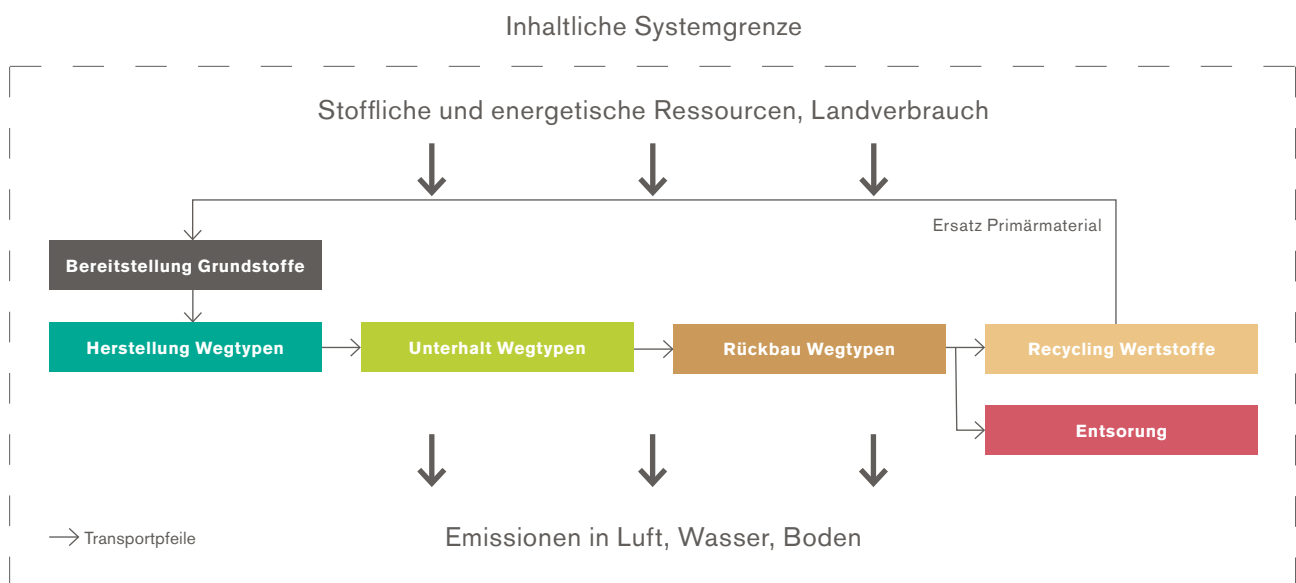 Inhaltliche Systemgrenze
Stoffliche und energetische Ressourcen, Landverbrauch
Ersatz Primärmaterial
Bereitstellung Grundstoffe
Herstellung Wegtypen
Unterhalt Wegtypen
Rückbau Wegtypen
Recycling Wertstoffe
Entsorung
Transportpfeile
Emissionen in Luft, Wasser, Boden